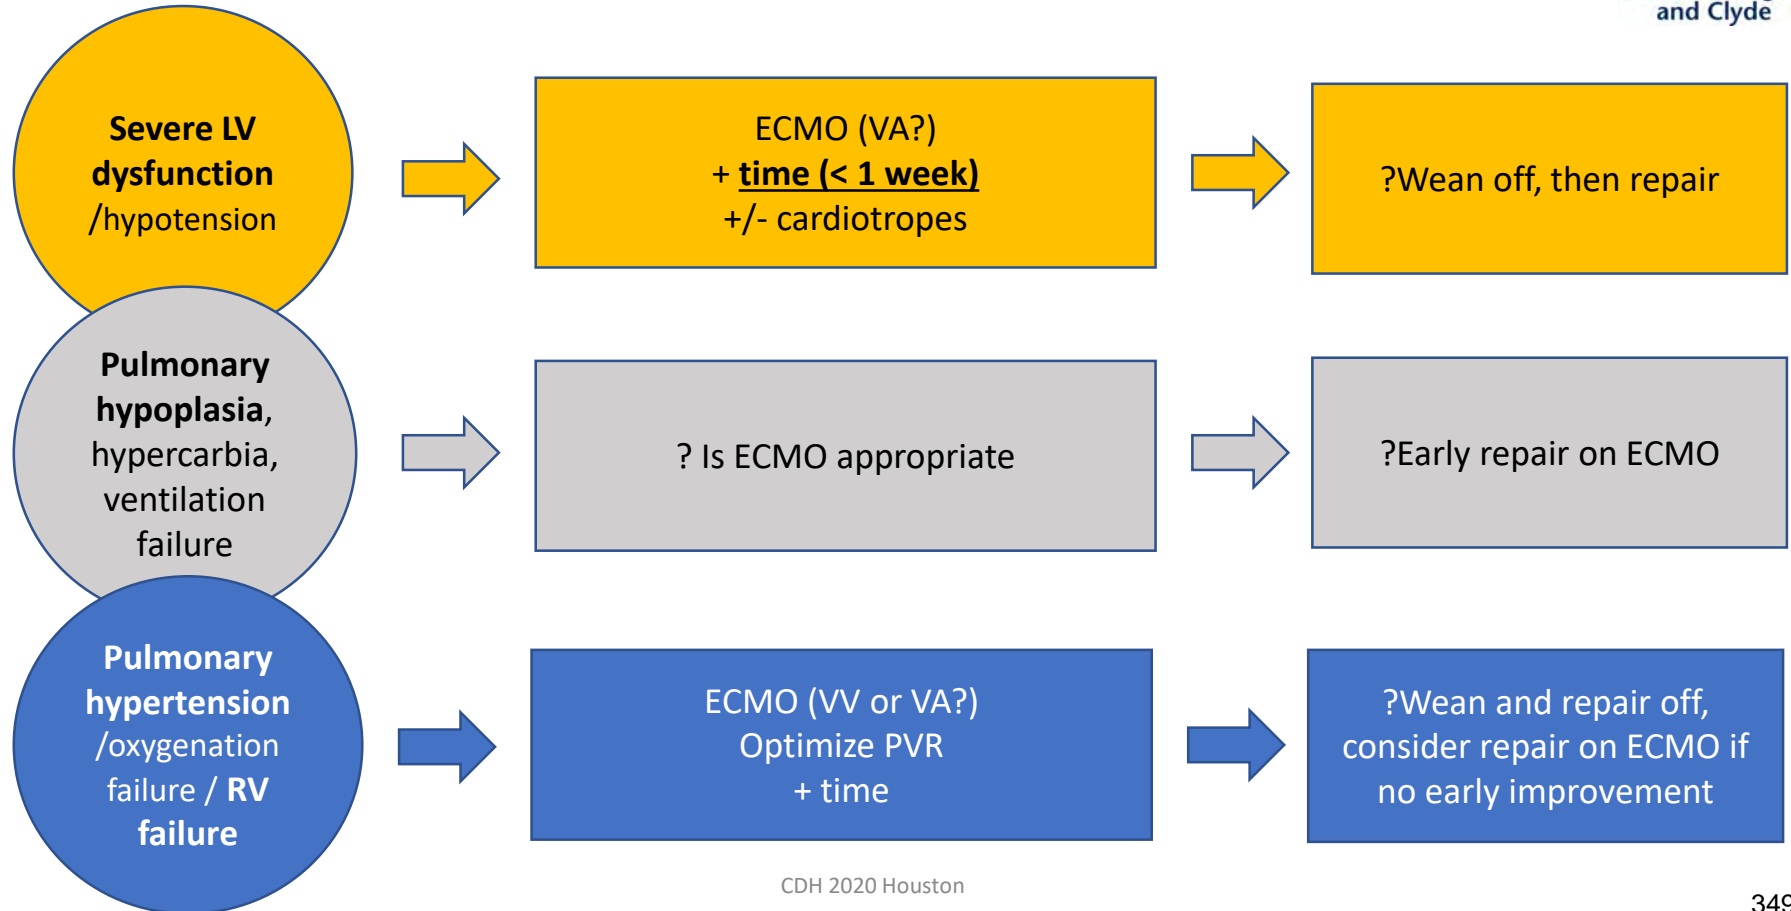 and Clyde
Severe LV
dysfunction
/hypotension
ECMO (VA?)
+ time (< 1 week)
+/- cardiotropes
?Wean off, then repair
Pulmonary
hypoplasia,
hypercarbia,
ventilation
failure
? Is ECMO appropriate
?Early repair on ECMO
Pulmonary
hypertension
/oxygenation
failure / RV
failure
ECMO (VV or VA?)
Optimize PVR
+ time
?Wean and repair off,
consider repair on ECMO if
no early improvement
CDH 2020 Houston
349